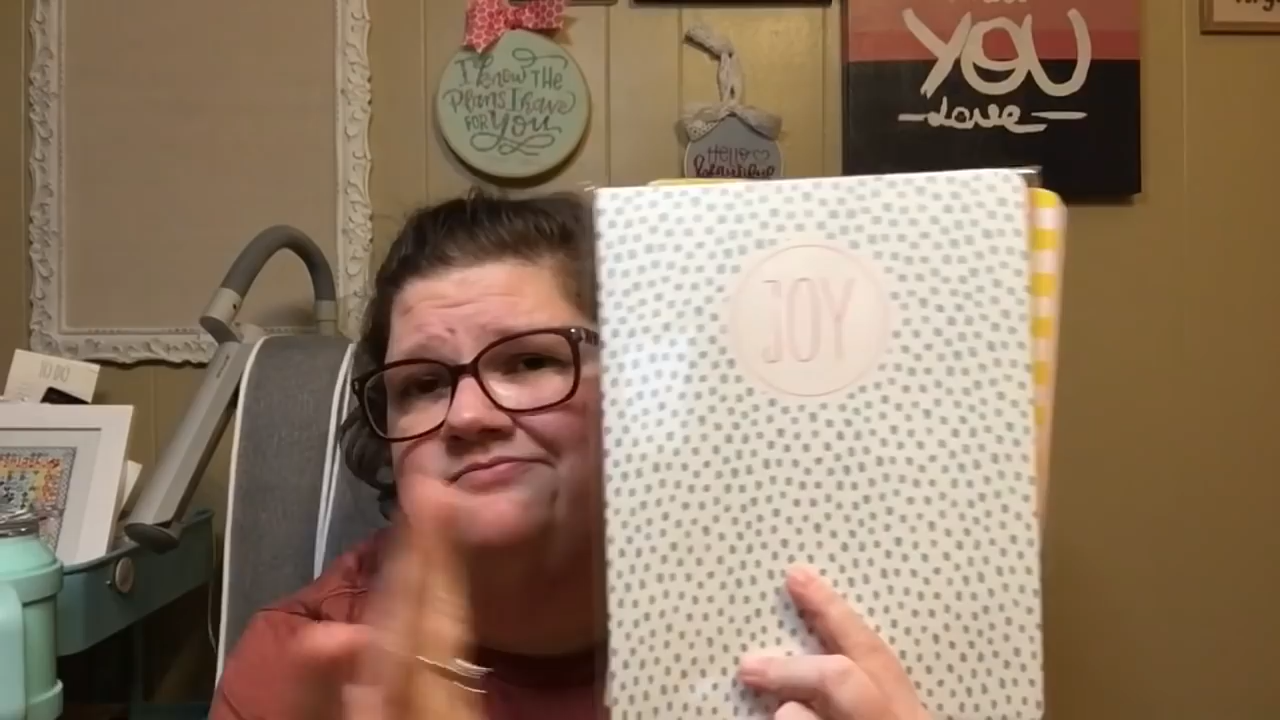 I know THE
Plans I have
FOR You
Hello
beautiful
YOU
Love
TO DO
JOY